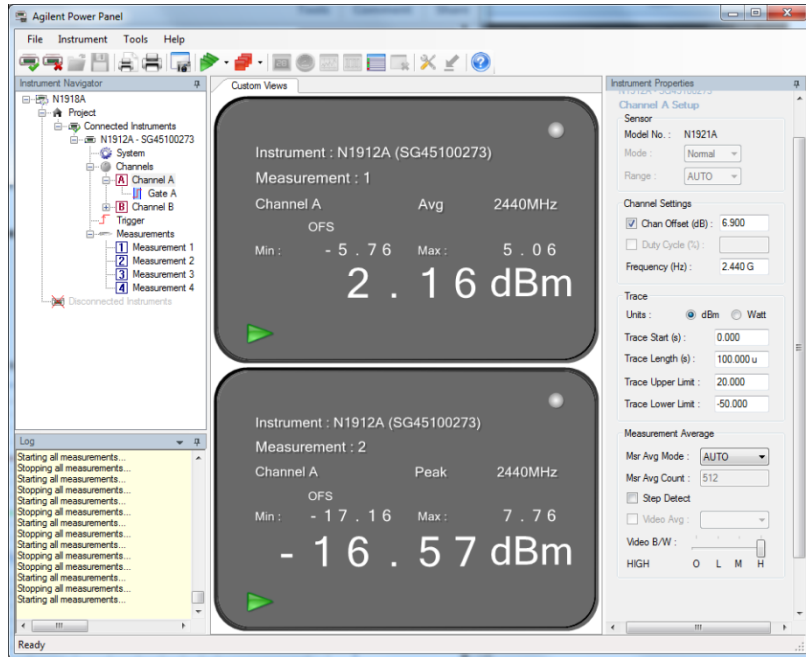 Agilent Power Panel
File Instrument Tools Help
Instrument Navigator
N1918A
Project
Connected Instruments
N1912A - SG45100273
System
Channels
A Channel A
Gate A
B Channel B
Trigger
Measurements
1 Measurement 1
2 Measurement 2
3 Measurement 3
4 Measurement 4
Disconnected Instruments
Log
Starting all measurements...
Stopping all measurements...
Starting all measurements...
Stopping all measurements...
Starting all measurements...
Stopping all measurements...
Starting all measurements...
Stopping all measurements...
Starting all measurements...
Stopping all measurements...
Stopping all measurements...
Starting all measurements...
Stopping all measurements...
Starting all measurements...
Custom Views
Instrument : N1912A (SG45100273)
Measurement : 1
Channel A Avg 2440MHz
OFS
Min : - 5 . 76 Max : 5 . 06
2 . 16 dBm
Instrument : N1912A (SG45100273)
Measurement : 2
Channel A Peak 2440MHz
OFS
Min : - 17 . 16 Max : 7 . 76
- 16 . 57 dBm
Instrument Properties
N1912A - SG45100273
Channel A Setup
Sensor
Model No. : N1921A
Mode : Normal
Range : AUTO
Channel Settings
Chan Offset (dB) : 6.900
Duty Cycle (%) :
Frequency (Hz) : 2.440 G
Trace
Units : dBm Watt
Trace Start (s) : 0.000
Trace Length (s) : 100.000 u
Trace Upper Limit : 20.000
Trace Lower Limit : -50.000
Measurement Average
Msr Avg Mode : AUTO
Msr Avg Count : 512
Step Detect
Video Avg :
Video B/W :
HIGH O L M H
Ready